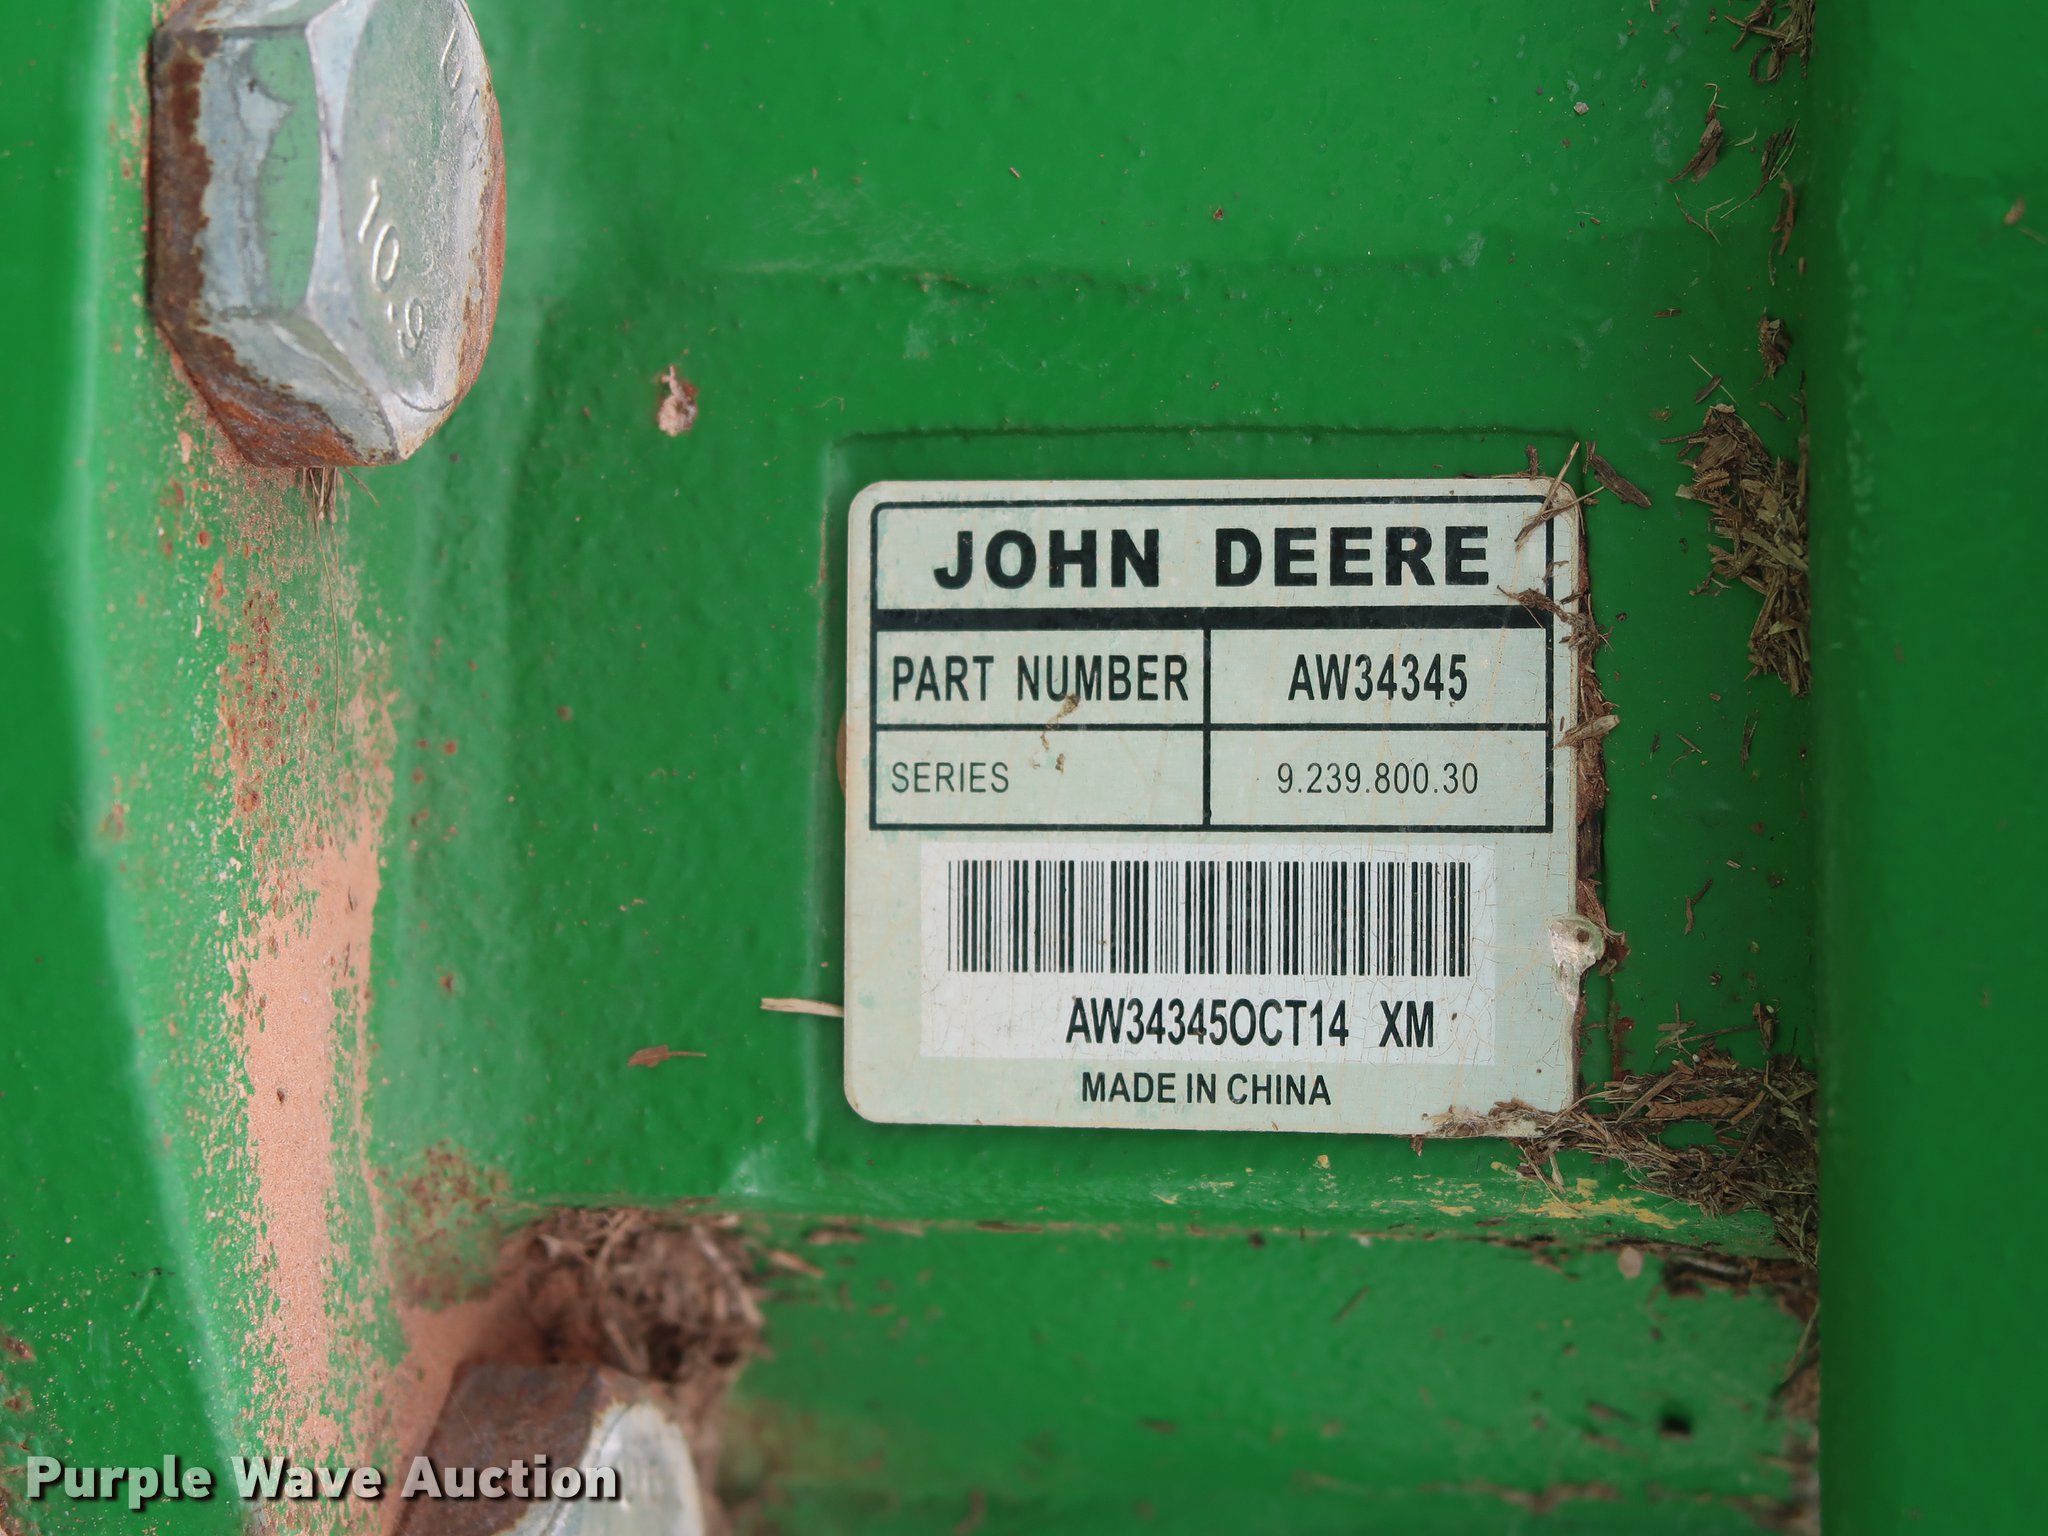 10.9
JOHN DEERE
PART NUMBER AW34345
SERIES 9.239.800.30
AW34345OCT14 XM
MADE IN CHINA
Purple Wave Auction